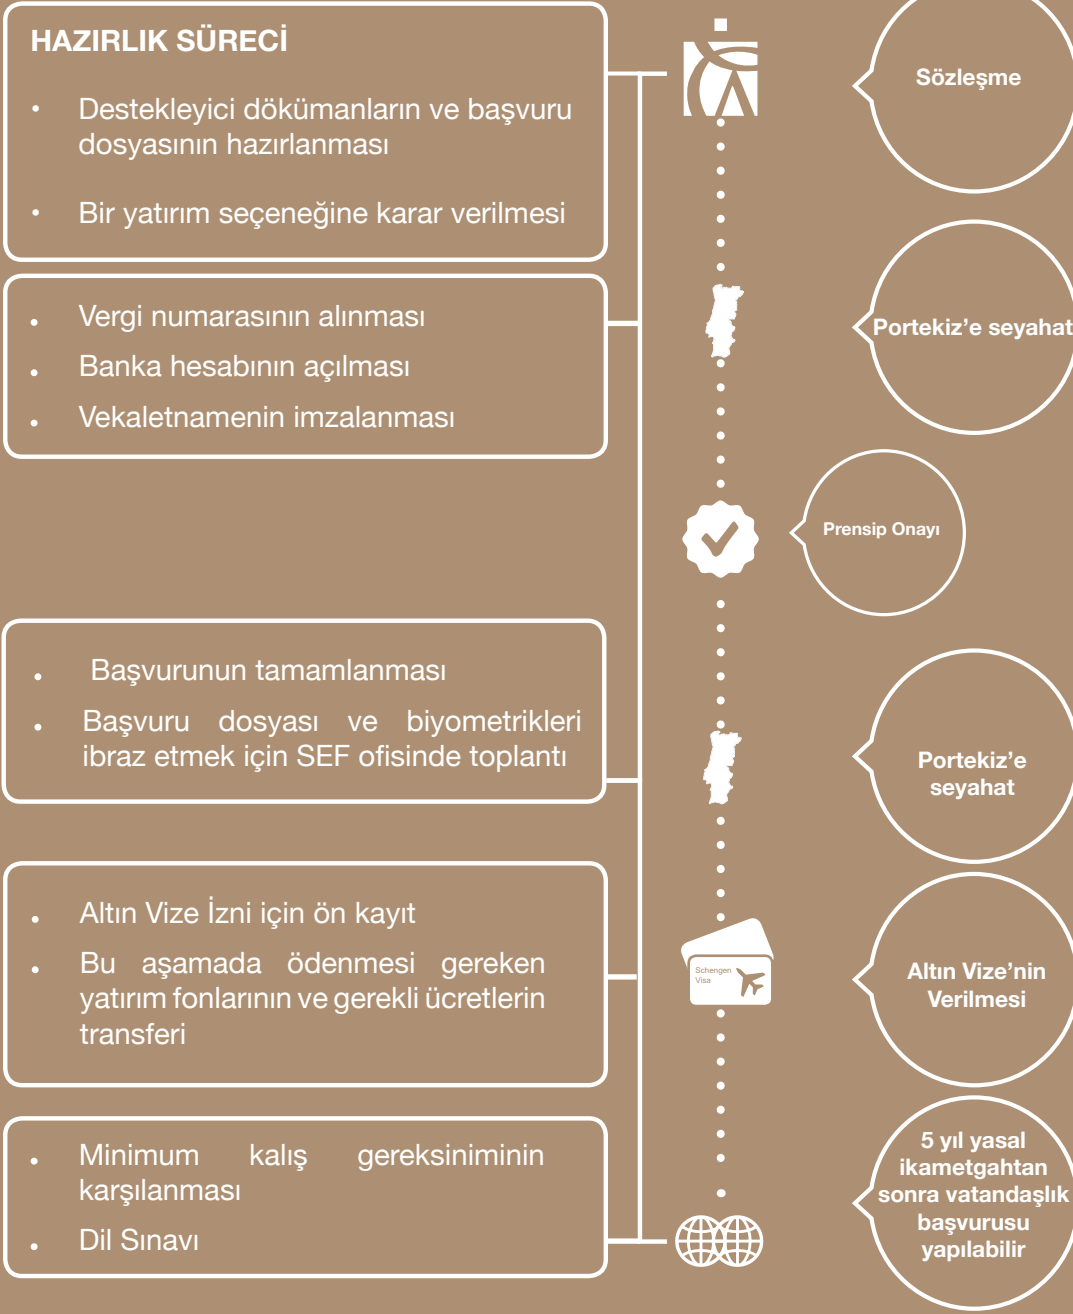 HAZIRLIK SÜRECİ
• Destekleyici dökümanların ve başvuru
dosyasının hazırlanması
• Bir yatırım seçeneğine karar verilmesi
Sözleşme
• Vergi numarasının alınması
• Banka hesabının açılması
• Vekaletnamenin imzalanması
Portekiz’e seyahat
Prensip Onayı
• Başvurunun tamamlanması
• Başvuru dosyası ve biyometrikleri
ibraz etmek için SEF ofisinde toplantı
Portekiz’e
seyahat
• Altın Vize İzni için ön kayıt
• Bu aşamada ödenmesi gereken
yatırım fonlarının ve gerekli ücretlerin
transferi
Schengen
Visa
Altın Vize’nin
Verilmesi
• Minimum kalış gereksiniminin
karşılanması
• Dil Sınavı
5 yıl yasal
ikametgahtan
sonra vatandaşlık
başvurusu
yapılabilir